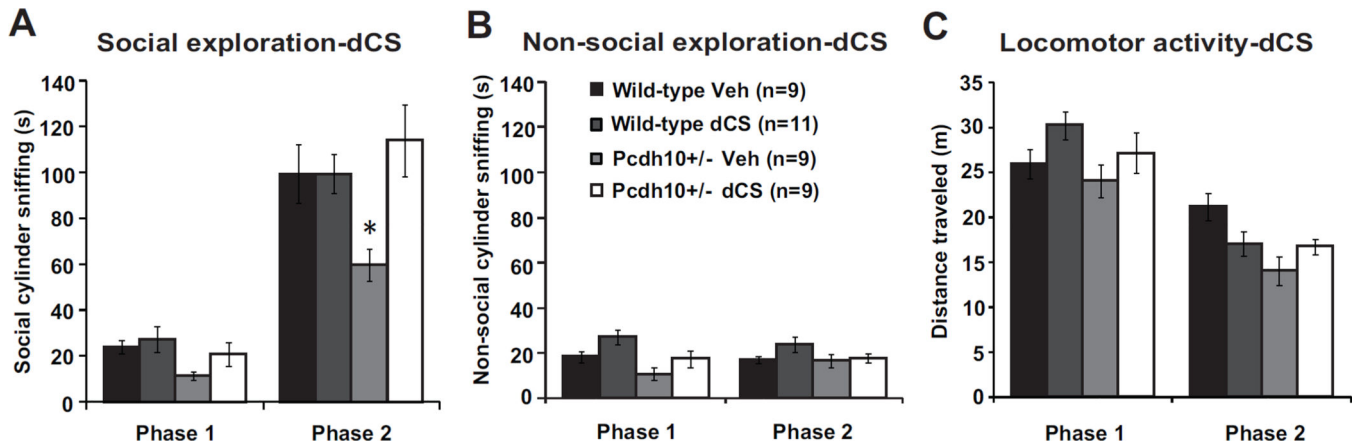 A
Social exploration-dCS
Social cylinder sniffing (s)
140
120
100
80
60
40
20
0
*
Phase 1
Phase 2
B
Non-social exploration-dCS
Non-social cylinder sniffing (s)
140
120
100
80
60
40
20
0
Wild-type Veh (n=9)
Wild-type dCS (n=11)
Pcdh10+/- Veh (n=9)
Pcdh10+/- dCS (n=9)
Phase 1
Phase 2
C
Locomotor activity-dCS
Distance traveled (m)
35
30
25
20
15
10
5
0
Phase 1
Phase 2